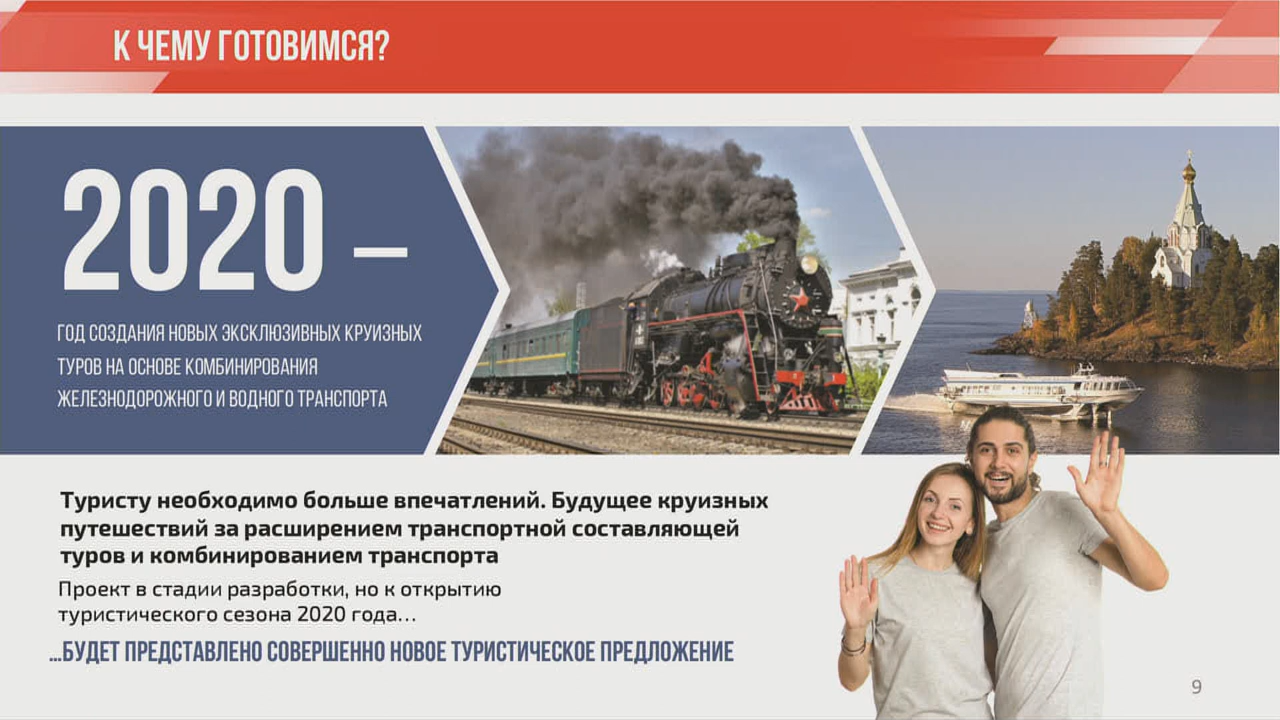 К ЧЕМУ ГОТОВИМСЯ?
2020 –
ГОД СОЗДАНИЯ НОВЫХ ЭКСКЛЮЗИВНЫХ КРУИЗНЫХ
ТУРОВ НА ОСНОВЕ КОМБИНИРОВАНИЯ
ЖЕЛЕЗНОДОРОЖНОГО И ВОДНОГО ТРАНСПОРТА
Туристу необходимо больше впечатлений. Будущее круизных
путешествий за расширением транспортной составляющей
туров и комбинированием транспорта
Проект в стадии разработки, но к открытию
туристического сезона 2020 года...
...БУДЕТ ПРЕДСТАВЛЕНО СОВЕРШЕННО НОВОЕ ТУРИСТИЧЕСКОЕ ПРЕДЛОЖЕНИЕ
9